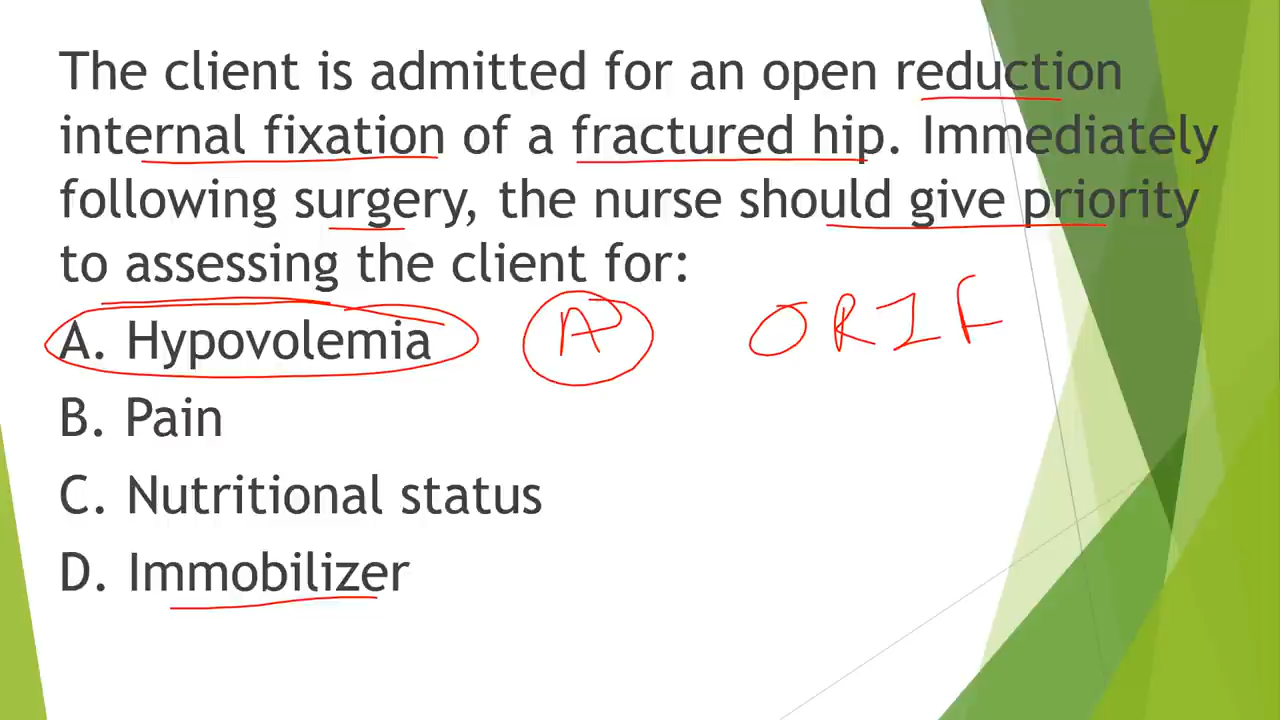 The client is admitted for an open reduction
internal fixation of a fractured hip. Immediately
following surgery, the nurse should give priority
to assessing the client for:
A. Hypovolemia A ORIF
B. Pain
C. Nutritional status
D. Immobilizer